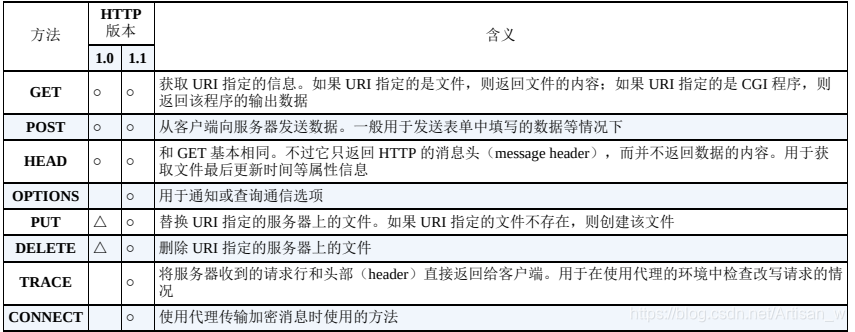 方法 HTTP 版本 含义
1.0 1.1
GET ○ ○ 获取 URI 指定的信息。如果 URI 指定的是文件，则返回文件的内容；如果 URI 指定的是 CGI 程序，则
返回该程序的输出数据
POST ○ ○ 从客户端向服务器发送数据。一般用于发送表单中填写的数据等情况下
HEAD ○ ○ 和 GET 基本相同。不过它只返回 HTTP 的消息头（message header），而并不返回数据的内容。用于获
取文件最后更新时间等属性信息
OPTIONS ○ 用于通知或查询通信选项
PUT △ ○ 替换 URI 指定的服务器上的文件。如果 URI 指定的文件不存在，则创建该文件
DELETE △ ○ 删除 URI 指定的服务器上的文件
TRACE ○ 将服务器收到的请求行和头部（header）直接返回给客户端。用于在使用代理的环境中检查改写请求的情
况
CONNECT ○ 使用代理传输加密消息时使用的方法
https://blog.csdn.net/Artisan_w